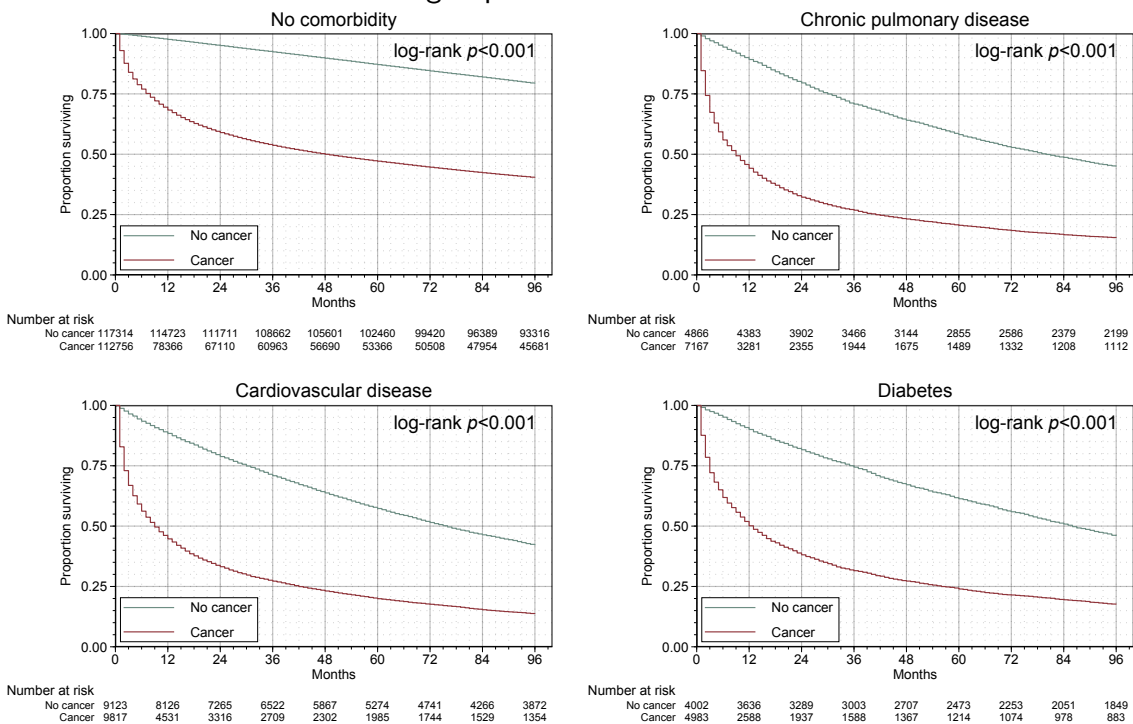 No comorbidity
log-rank p<0.001
1.00
0.75
0.50
0.25
0.00
Proportion surviving
No cancer
Cancer
0 12 24 36 48 60 72 84 96
Months
Number at risk
No cancer 117314 114723 111711 108662 105601 102460 99420 96389 93316
Cancer 112756 78366 67110 60963 56690 53366 50508 47954 45681
Chronic pulmonary disease
log-rank p<0.001
1.00
0.75
0.50
0.25
0.00
Proportion surviving
No cancer
Cancer
0 12 24 36 48 60 72 84 96
Months
Number at risk
No cancer 4866 4383 3902 3466 3144 2855 2586 2379 2199
Cancer 7167 3281 2355 1944 1675 1489 1332 1208 1112
Cardiovascular disease
log-rank p<0.001
1.00
0.75
0.50
0.25
0.00
Proportion surviving
No cancer
Cancer
0 12 24 36 48 60 72 84 96
Months
Number at risk
No cancer 9123 8126 7265 6522 5867 5274 4741 4266 3872
Cancer 9817 4531 3316 2709 2302 1985 1744 1529 1354
Diabetes
log-rank p<0.001
1.00
0.75
0.50
0.25
0.00
Proportion surviving
No cancer
Cancer
0 12 24 36 48 60 72 84 96
Months
Number at risk
No cancer 4002 3636 3289 3003 2707 2473 2253 2051 1849
Cancer 4983 2588 1937 1588 1367 1214 1074 978 883